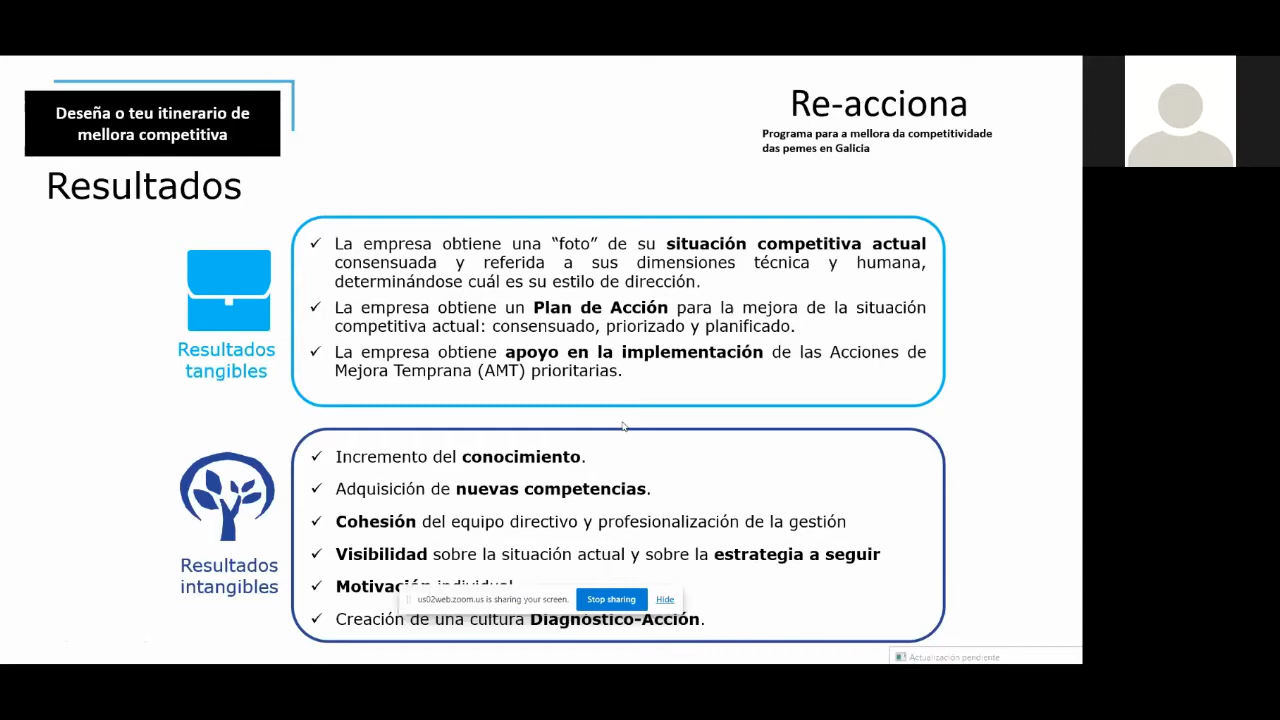 Deseña o teu itinerario de
mellora competitiva
Re-acciona
Programa para a mellora da competitividade
das pemes en Galicia
Resultados
La empresa obtiene una “foto” de su situación competitiva actual
consensuada y referida a sus dimensiones técnica y humana,
determinándose cuál es su estilo de dirección.
La empresa obtiene un Plan de Acción para la mejora de la situación
competitiva actual: consensuado, priorizado y planificado.
La empresa obtiene apoyo en la implementación de las Acciones de
Mejora Temprana (AMT) prioritarias.
Resultados
tangibles
Incremento del conocimiento.
Adquisición de nuevas competencias.
Cohesión del equipo directivo y profesionalización de la gestión
Visibilidad sobre la situación actual y sobre la estrategia a seguir
Motivación individual
Creación de una cultura Diagnóstico-Acción.
Resultados
intangibles
us02web.zoom.us is sharing your screen.
Stop sharing
Hide
Actualización pendiente